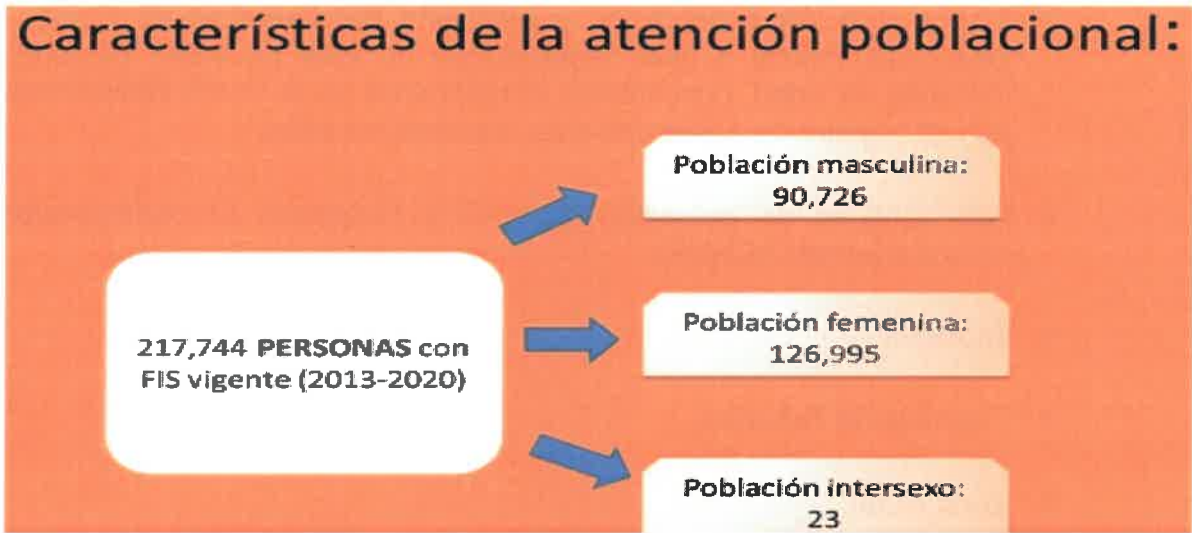 Características de la atención poblacional:
Población masculina:
90,726
217,744 PERSONAS con
FIS vigente (2013-2020)
Población femenina:
126,995
Población intersexo:
23